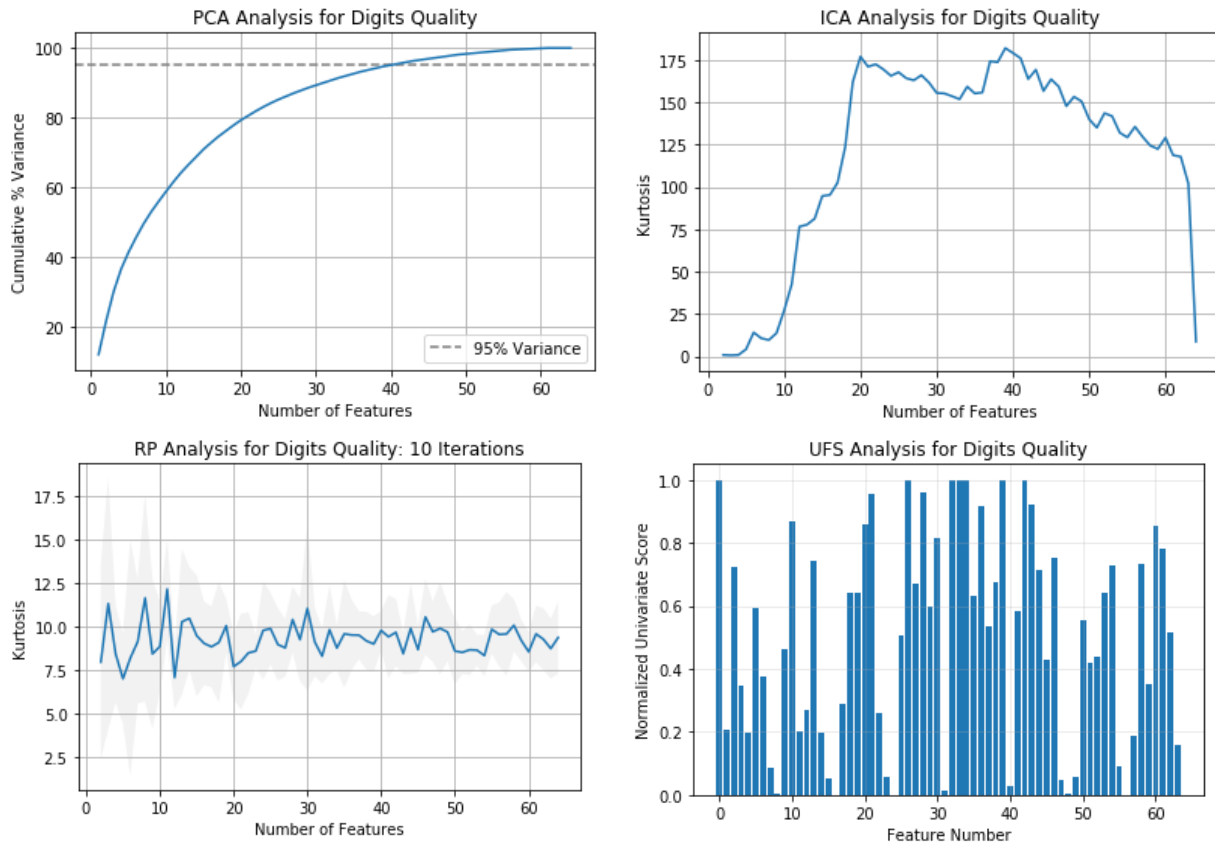 PCA Analysis for Digits Quality
100
80
60
40
20
Cumulative % Variance
95% Variance
0 10 20 30 40 50 60
Number of Features
ICA Analysis for Digits Quality
175
150
125
100
75
50
25
0
Kurtosis
0 10 20 30 40 50 60
Number of Features
RP Analysis for Digits Quality: 10 Iterations
17.5
15.0
12.5
10.0
7.5
5.0
2.5
Kurtosis
0 10 20 30 40 50 60
Number of Features
UFS Analysis for Digits Quality
1.0
0.8
0.6
0.4
0.2
0.0
Normalized Univariate Score
0 10 20 30 40 50 60
Feature Number